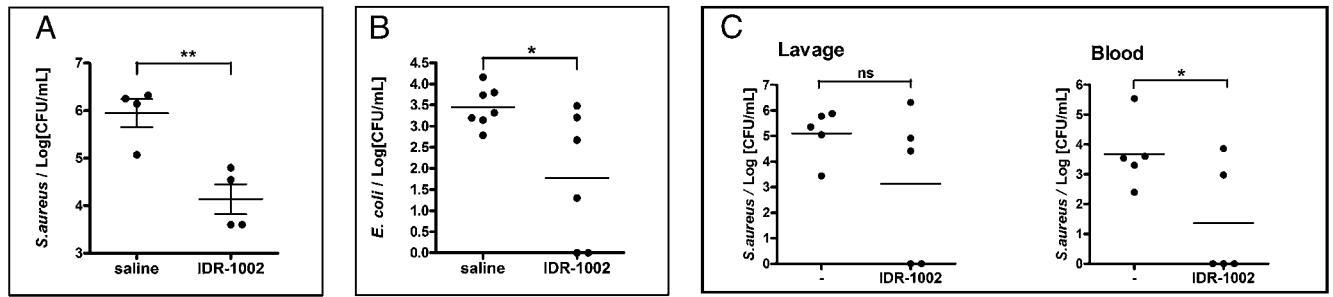 A
**
S.aureus / Log[CFU/mL]
6
5
4
3
saline IDR-1002
B
*
E. coli / Log[CFU/mL]
4.5
4.0
3.5
3.0
2.5
2.0
1.5
1.0
0.5
0.0
saline IDR-1002
C
Lavage
ns
S.aureus / Log [CFU/mL]
7
6
5
4
3
2
1
0
- IDR-1002
Blood
*
S.aureus / Log [CFU/mL]
6
5
4
3
2
1
0
- IDR-1002